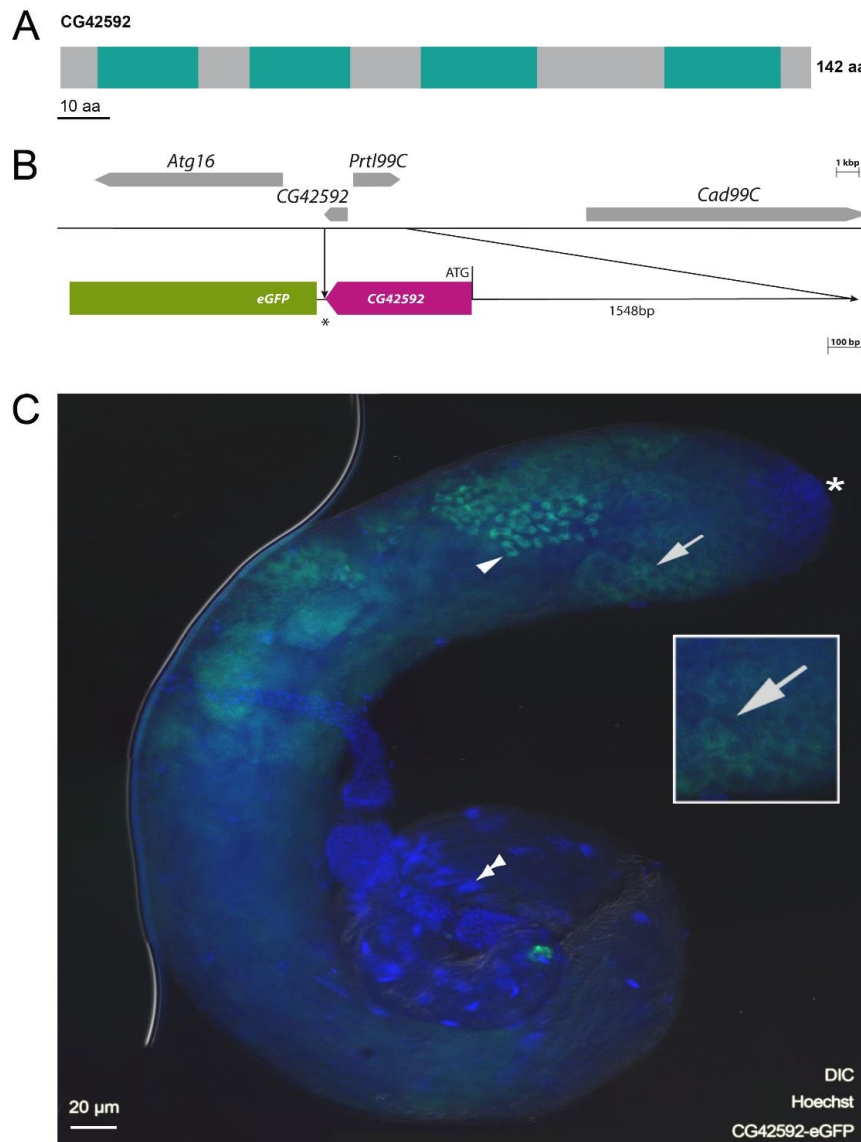 A
CG42592
142 aa
10 aa
B
Atg16
Prtl99C
1 kbp
CG42592
Cad99C
ATG
eGFP
CG42592
*
1548bp
100 bp
C
*
20 µm
DIC
Hoechst
CG42592-eGFP